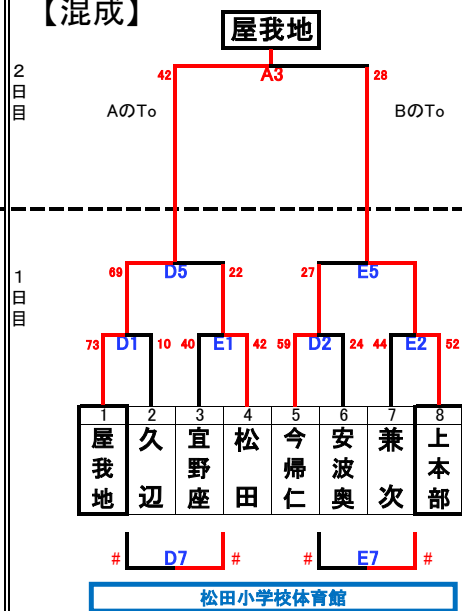 【混成】
屋我地
42 A3 28
2日目
AのTo BのTo
1日目
69 D5 22 27 E5
73 D1 10 40 E1 42 59 D2 24 44 E2 52
1 2 3 4 5 6 7 8
屋我地
久辺
宜野座
松田
今帰仁
安波奥
兼次
上本部
# D7 # # E7 #
松田小学校体育館